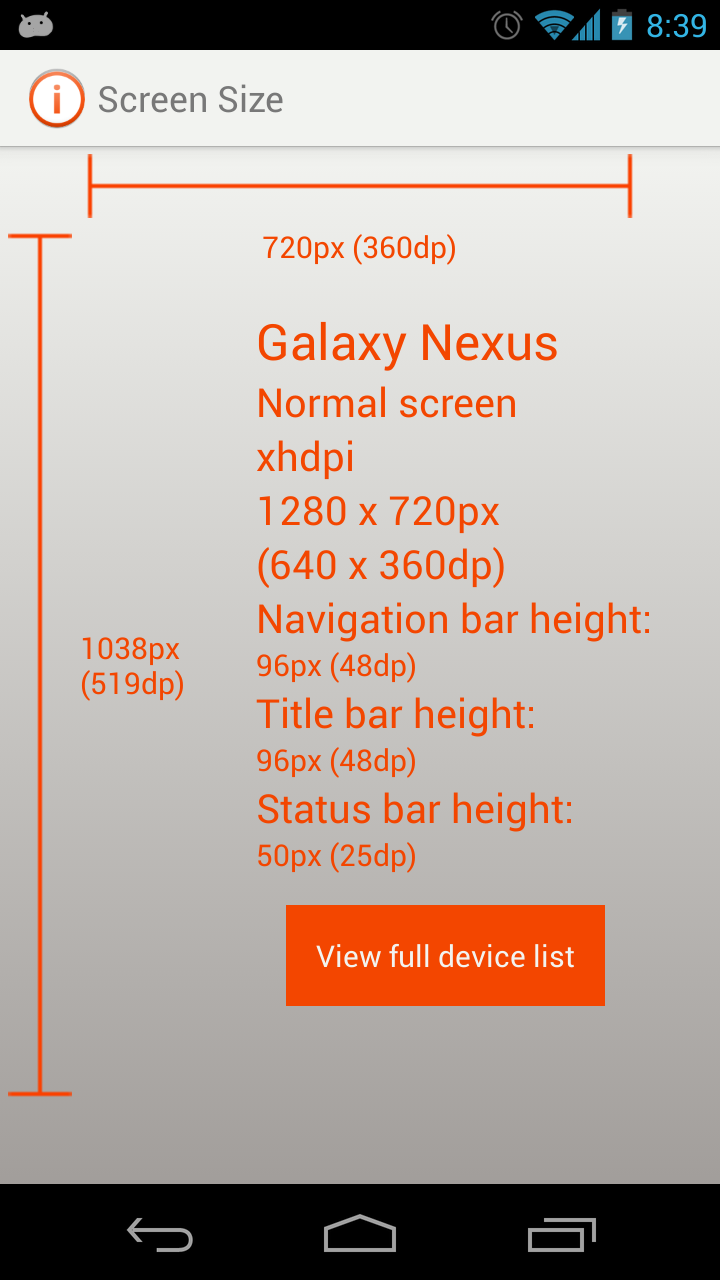 8:39
Screen Size
720px (360dp)
Galaxy Nexus
Normal screen
xhdpi
1280 x 720px
(640 x 360dp)
Navigation bar height:
96px (48dp)
1038px
(519dp)
Title bar height:
96px (48dp)
Status bar height:
50px (25dp)
View full device list